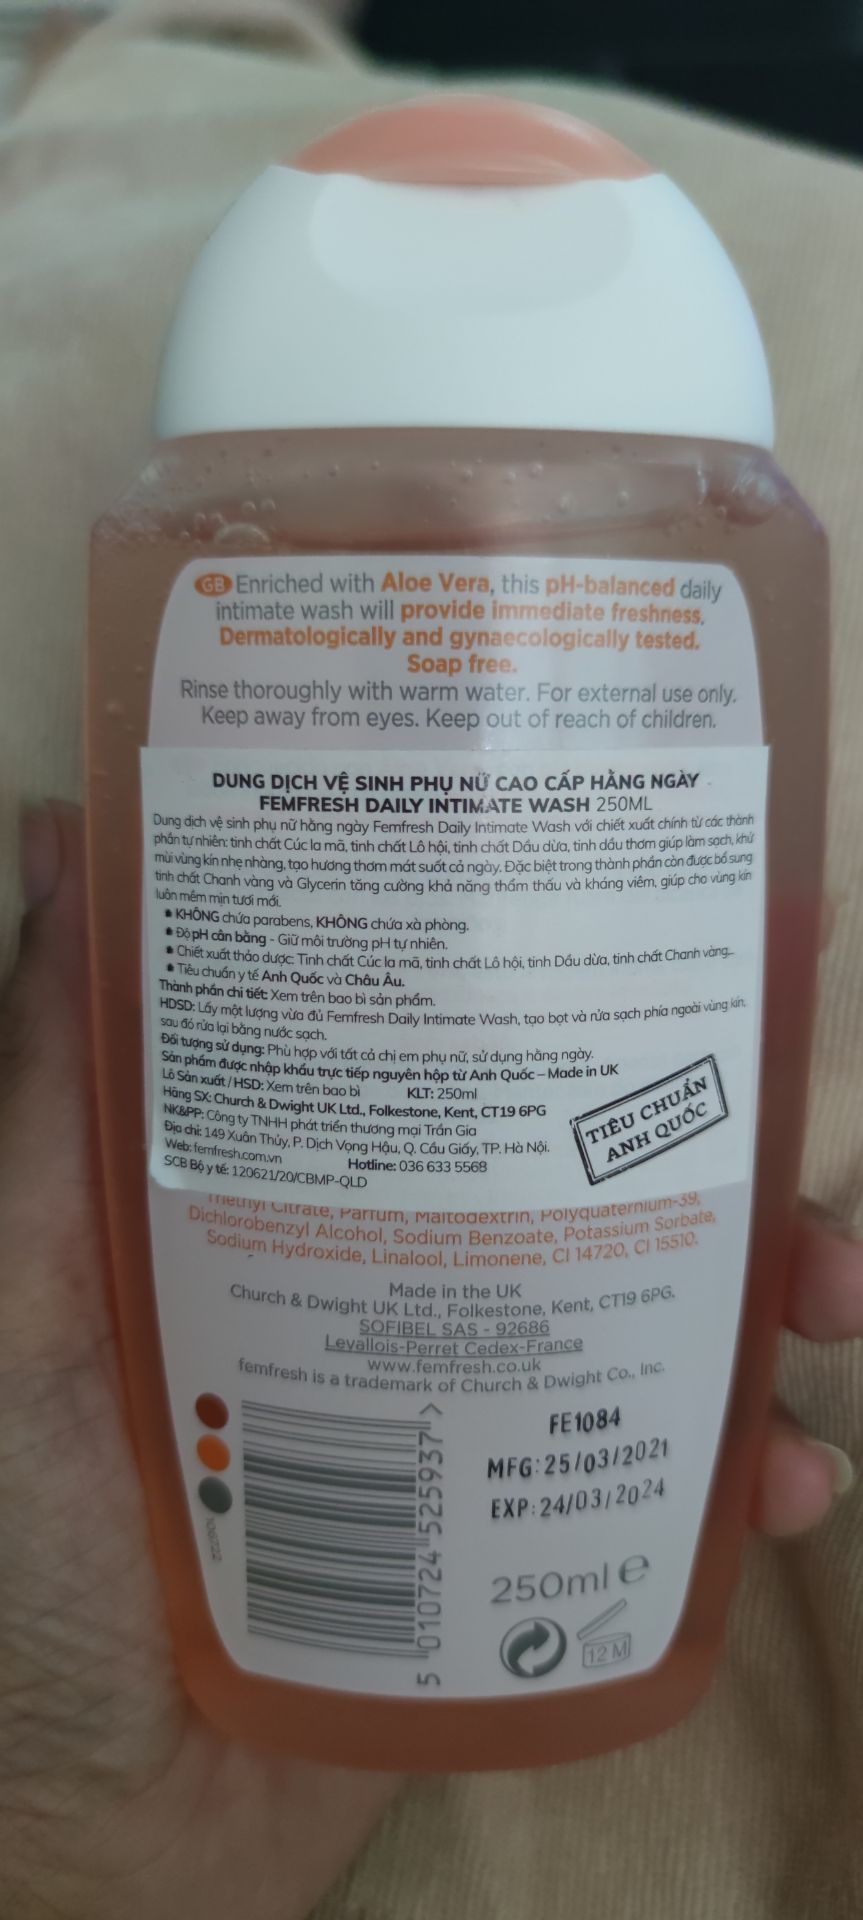 GB Enriched with Aloe Vera, this pH-balanced daily
intimate wash will provide immediate freshness.
Dermatologically and gynaecologically tested.
Soap free.
Rinse thoroughly with warm water. For external use only.
Keep away from eyes. Keep out of reach of children.
DUNG DỊCH VỆ SINH PHỤ NỮ CAO CẤP HẰNG NGÀY
FEMFRESH DAILY INTIMATE WASH 250ML
Dung dịch vệ sinh phụ nữ hằng ngày Femfresh Daily Intimate Wash với chiết xuất chính từ các thành
phần tự nhiên: tinh chất Cúc la mã, tinh chất Lô hội, tinh chất Dầu dừa, tinh dầu thơm giúp làm sạch, khử
mùi vùng kín nhẹ nhàng, tạo hương thơm mát suốt cả ngày. Đặc biệt trong thành phần còn được bổ sung
tinh chất Chanh vàng và Glycerin tăng cường khả năng thẩm thấu và kháng viêm, giúp cho vùng kín
luôn mềm mịn tươi mới.
KHÔNG chứa parabens, KHÔNG chứa xà phòng.
Độ pH cân bằng - Giữ môi trường pH tự nhiên.
Chiết xuất thảo dược: Tinh chất Cúc la mã, tinh chất Lô hội, tinh Dầu dừa, tinh chất Chanh vàng...
Tiêu chuẩn y tế Anh Quốc và Châu Âu.
Thành phần chi tiết: Xem trên bao bì sản phẩm.
HDSD: Lấy một lượng vừa đủ Femfresh Daily Intimate Wash, tạo bọt và rửa sạch phía ngoài vùng kín,
sau đó rửa lại bằng nước sạch.
Đối tượng sử dụng: Phù hợp với tất cả chị em phụ nữ, sử dụng hằng ngày.
Sản phẩm được nhập khẩu trực tiếp nguyên hộp từ Anh Quốc – Made in UK
Lô Sản xuất / HSD: Xem trên bao bì KLT: 250ml
Hãng SX: Church & Dwight UK Ltd., Folkestone, Kent, CT19 6PG
NK&PP: Công ty TNHH phát triển thương mại Trần Gia
Địa chỉ: 149 Xuân Thủy, P. Dịch Vọng Hậu, Q. Cầu Giấy, TP. Hà Nội.
Web: femfresh.com.vn Hotline: 036 633 5568
SCB Bộ y tế: 120621/20/CBMP-QLD
TIÊU CHUẨN
ANH QUỐC
Triethyl Citrate, Parfum, Maltodextrin, Polyquaternium-39,
Dichlorobenzyl Alcohol, Sodium Benzoate, Potassium Sorbate,
Sodium Hydroxide, Linalool, Limonene, CI 14720, CI 15510.
Made in the UK
Church & Dwight UK Ltd., Folkestone, Kent, CT19 6PG.
SOFIBEL SAS - 92686
Levallois-Perret Cedex-France
www.femfresh.co.uk
femfresh is a trademark of Church & Dwight Co., Inc.
FE1084
MFG:25/03/2021
EXP:24/03/2024
250ml e
12 M
5 010724 525937 >